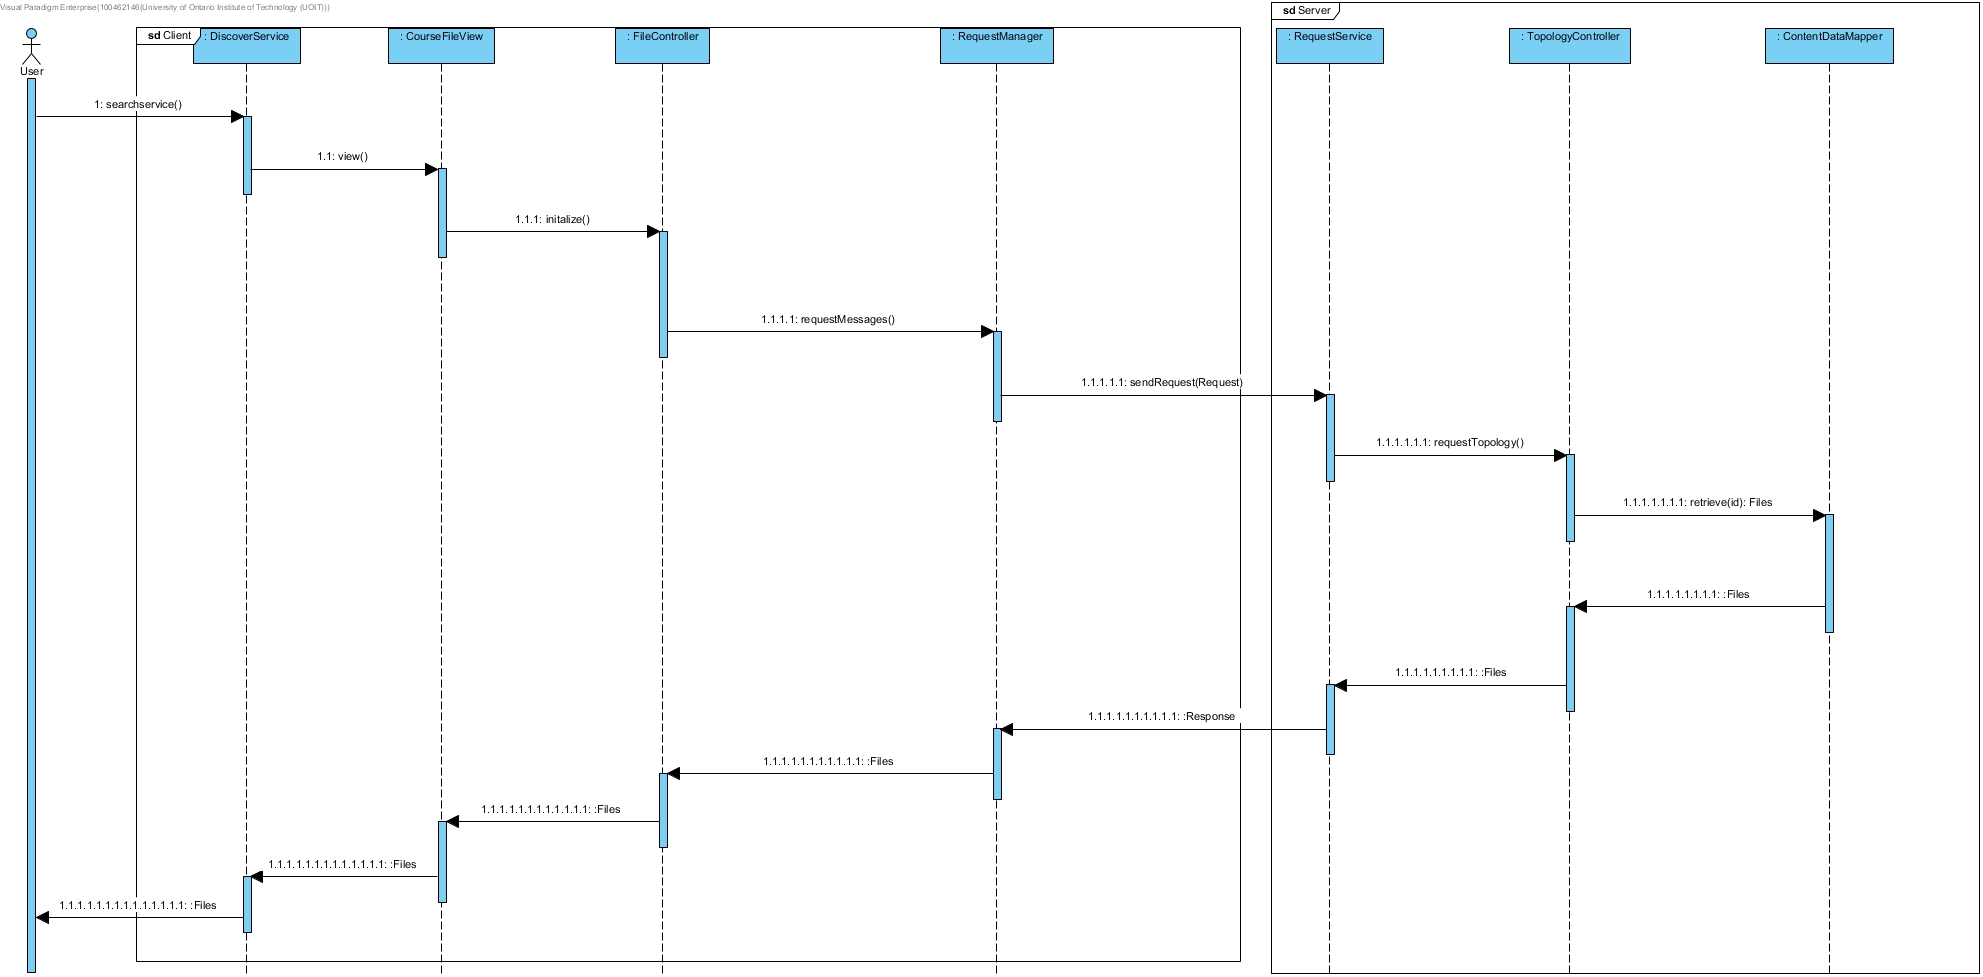 Visual Paradigm Enterprise(100462146(University of Ontario Institute of Technology (UOIT)))
sd Server
sd Client
: DiscoverService
: CourseFileView
: FileController
: RequestManager
: RequestService
: TopologyController
: ContentDataMapper
User
1: searchservice()
1.1: view()
1.1.1: initalize()
1.1.1.1: requestMessages()
1.1.1.1.1: sendRequest(Request)
1.1.1.1.1.1: requestTopology()
1.1.1.1.1.1.1: retrieve(id): Files
1.1.1.1.1.1.1.1: :Files
1.1.1.1.1.1.1.1.1: :Files
1.1.1.1.1.1.1.1.1.1: :Response
1.1.1.1.1.1.1.1.1.1.1: :Files
1.1.1.1.1.1.1.1.1.1.1.1: :Files
1.1.1.1.1.1.1.1.1.1.1.1.1: :Files
1.1.1.1.1.1.1.1.1.1.1.1.1.1: :Files